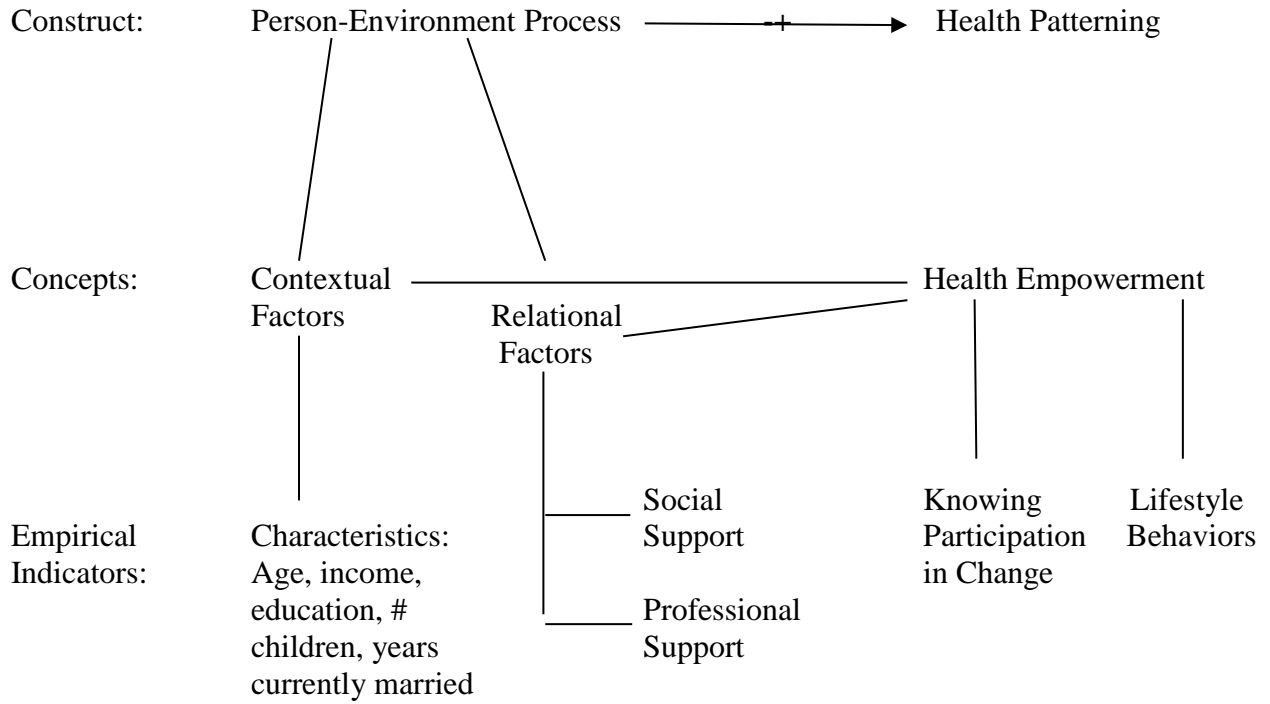 Construct: Person-Environment Process -+ Health Patterning
Concepts: Contextual Factors
Relational Factors
Health Empowerment
Empirical Indicators:
Characteristics:
Age, income,
education, #
children, years
currently married
Social
Support
Professional
Support
Knowing
Participation
in Change
Lifestyle
Behaviors